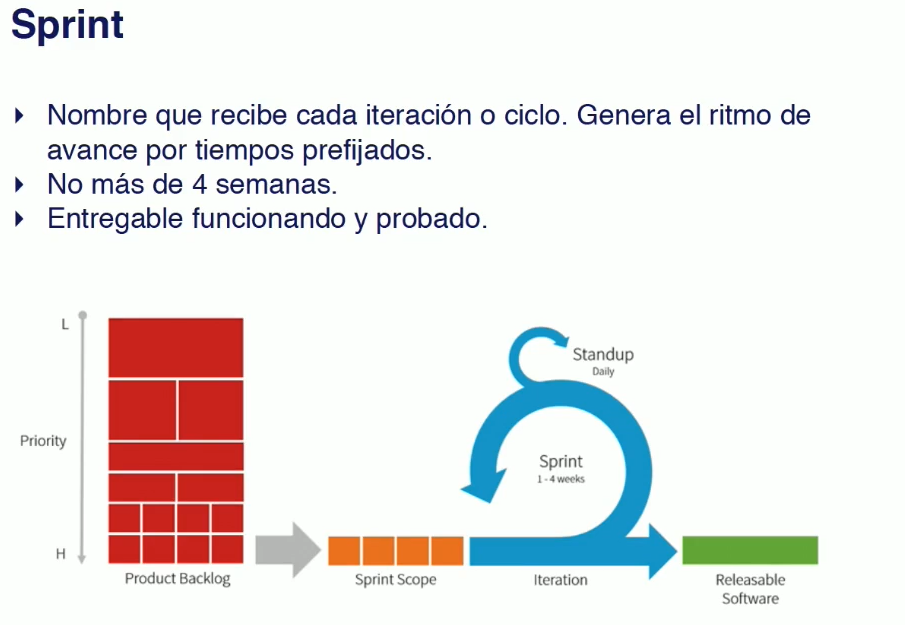 Sprint
Nombre que recibe cada iteración o ciclo. Genera el ritmo de
avance por tiempos prefijados.
No más de 4 semanas.
Entregable funcionando y probado.
L
Priority
H
Product Backlog
Sprint Scope
Standup
Daily
Sprint
1 - 4 weeks
Iteration
Releasable
Software